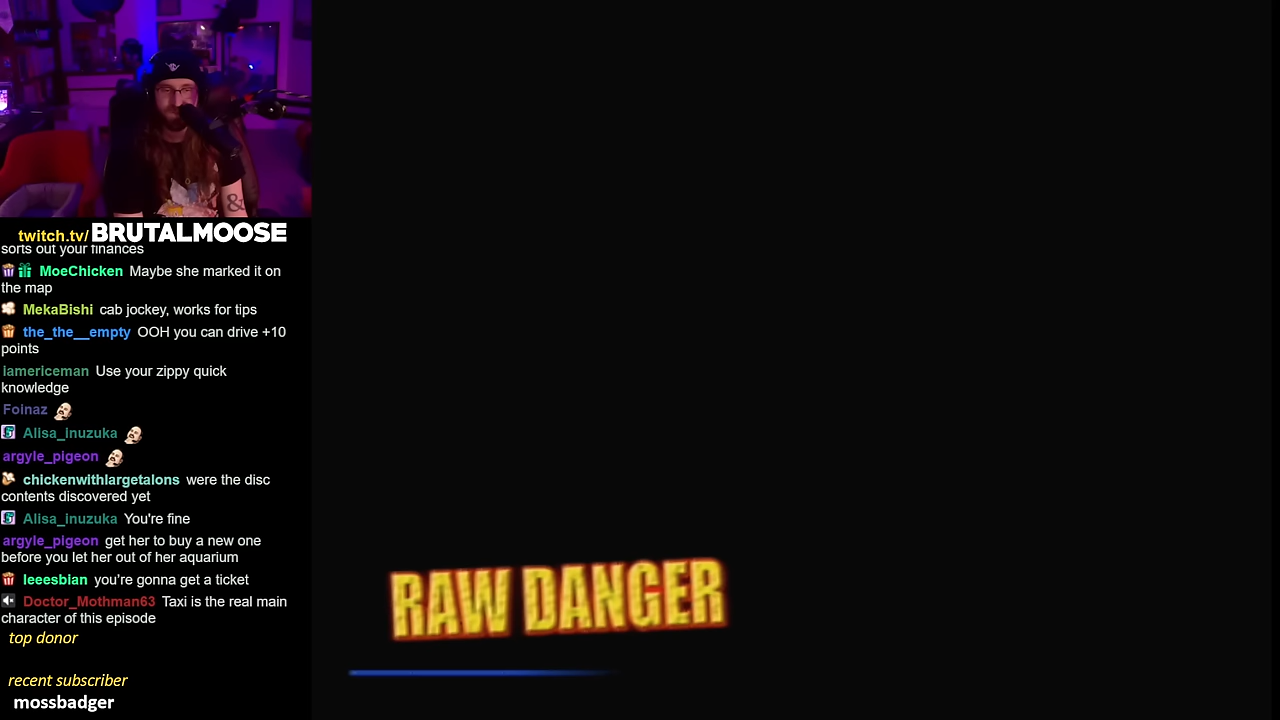 twitch.tv/BRUTALMOOSE
sorts out your finances
MoeChicken Maybe she marked it on
the map
MekaBishi cab jockey, works for tips
the_the__empty OOH you can drive +10
points
iamericeman Use your zippy quick
knowledge
Foinaz
Alisa_inuzuka
argyle_pigeon
chickenwithlargetalons were the disc
contents discovered yet
Alisa_inuzuka You're fine
argyle_pigeon get her to buy a new one
before you let her out of her aquarium
leeesbian you're gonna get a ticket
Doctor_Mothman63 Taxi is the real main
character of this episode
top donor
recent subscriber
mossbadger
RAW DANGER
&